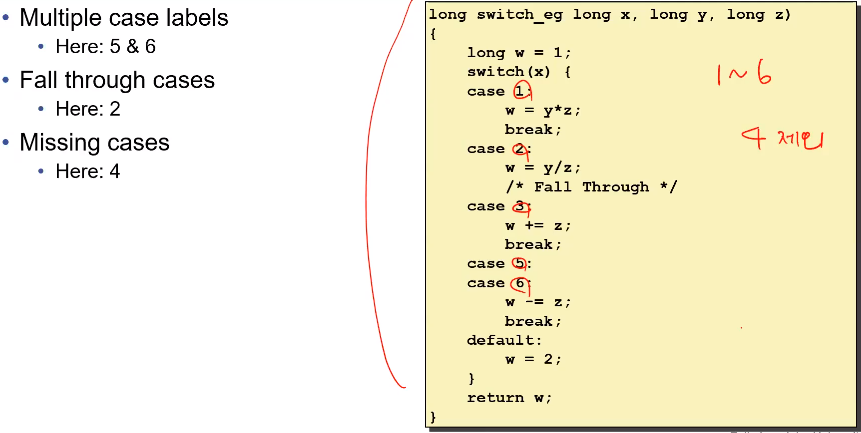 • Multiple case labels
• Here: 5 & 6
• Fall through cases
• Here: 2
• Missing cases
• Here: 4
long switch_eg long x, long y, long z)
{
long w = 1;
switch(x) {
case 1:
w = y*z;
break;
case 2:
w = y/z;
/* Fall Through */
case 3:
w += z;
break;
case 5:
case 6:
w -= z;
break;
default:
w = 2;
}
return w;
}
1 ~ 6
4 제외